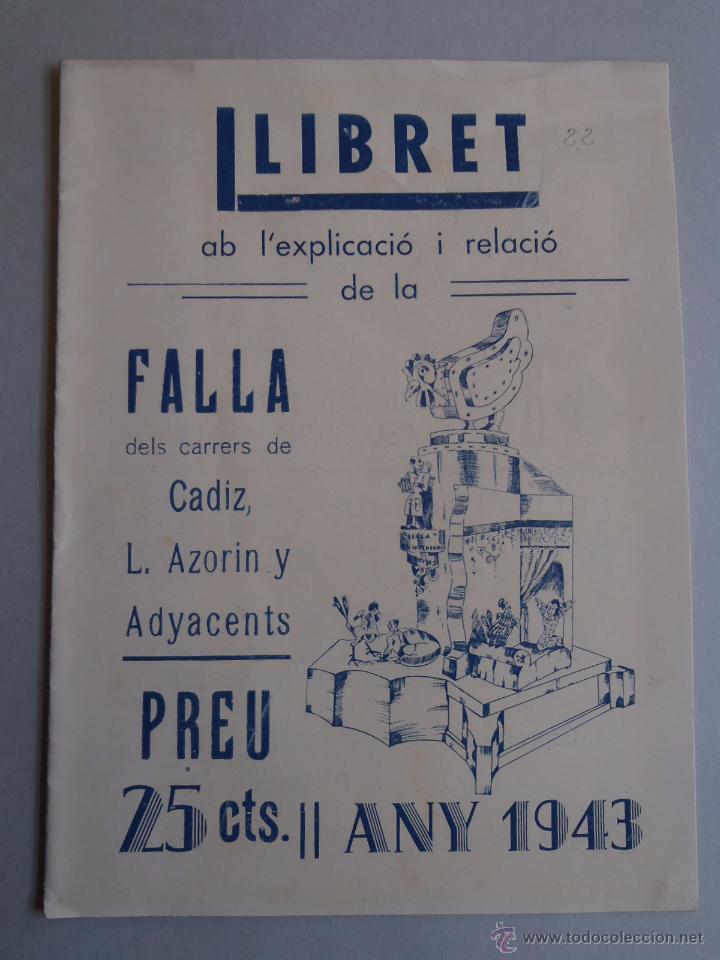 LLIBRET
22
ab l'explicació i relació
de la
FALLA
dels carrers de
Cadiz,
L. Azorin y
Adyacents
PREU
25 cts. || ANY 1943
www.todocoleccion.net